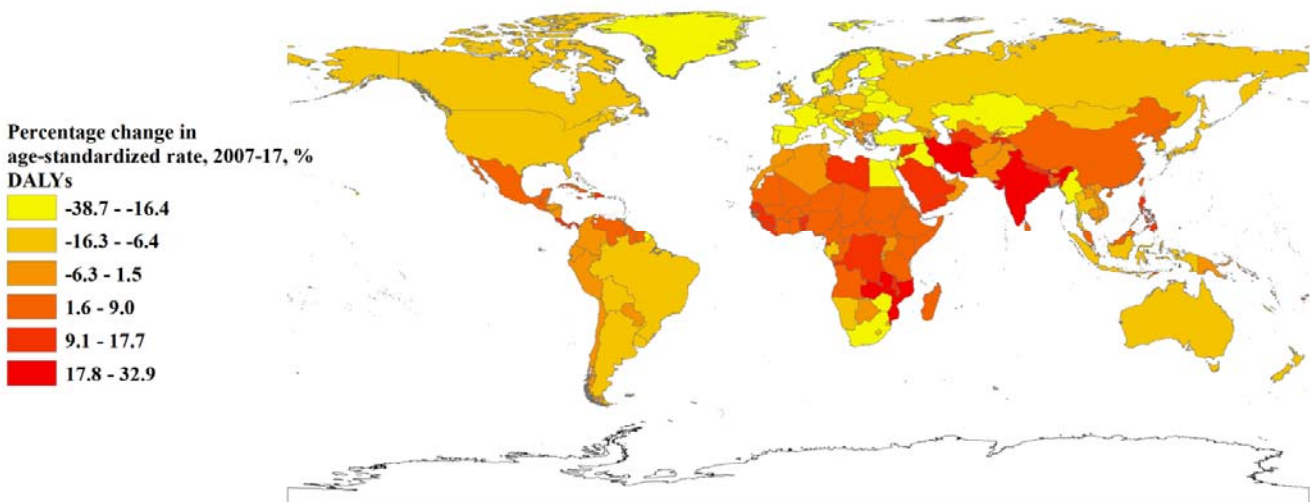 Percentage change in
age-standardized rate, 2007-17, %
DALYs
-38.7 - -16.4
-16.3 - -6.4
-6.3 - 1.5
1.6 - 9.0
9.1 - 17.7
17.8 - 32.9